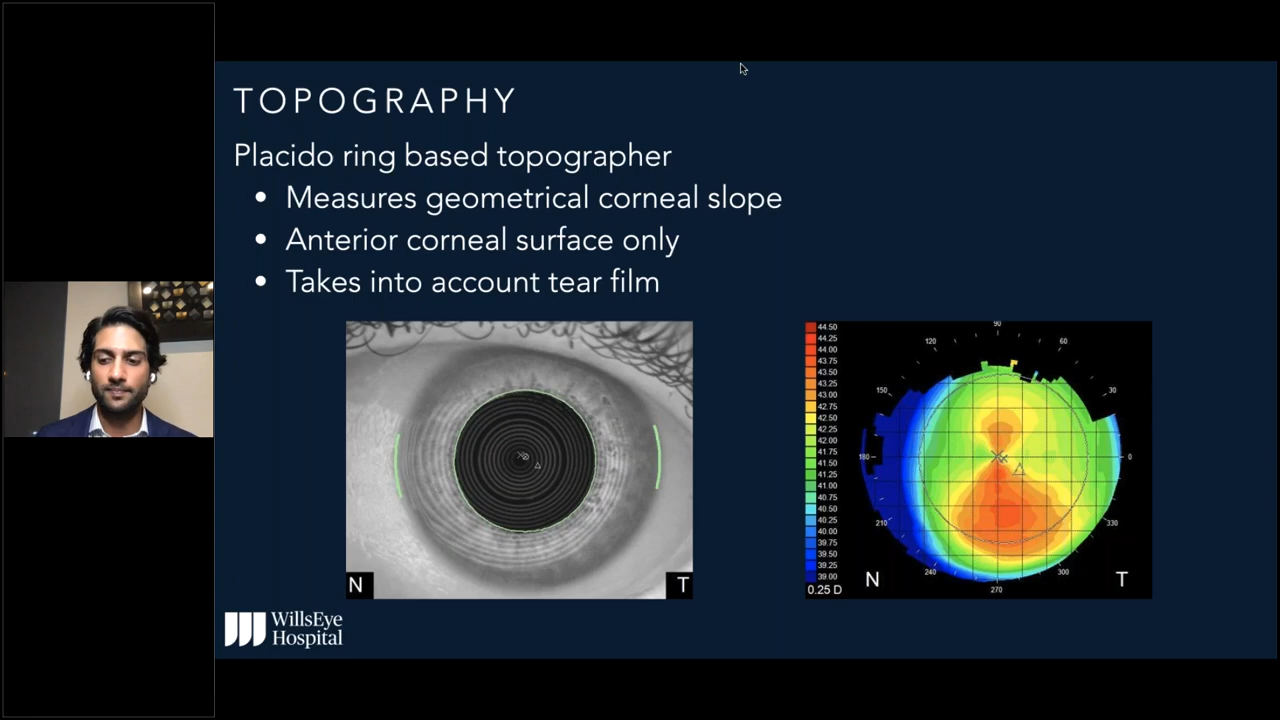 TOPOGRAPHY
Placido ring based topographer
• Measures geometrical corneal slope
• Anterior corneal surface only
• Takes into account tear film
N
T
44.50
44.25
44.00
43.75
43.50
43.25
43.00
42.75
42.50
42.25
42.00
41.75
41.50
41.25
41.00
40.75
40.50
40.25
40.00
39.75
39.50
39.25
39.00
0.25 D
90
120
60
150
30
180
0
210
330
240
300
270
N
T
WillsEye
Hospital